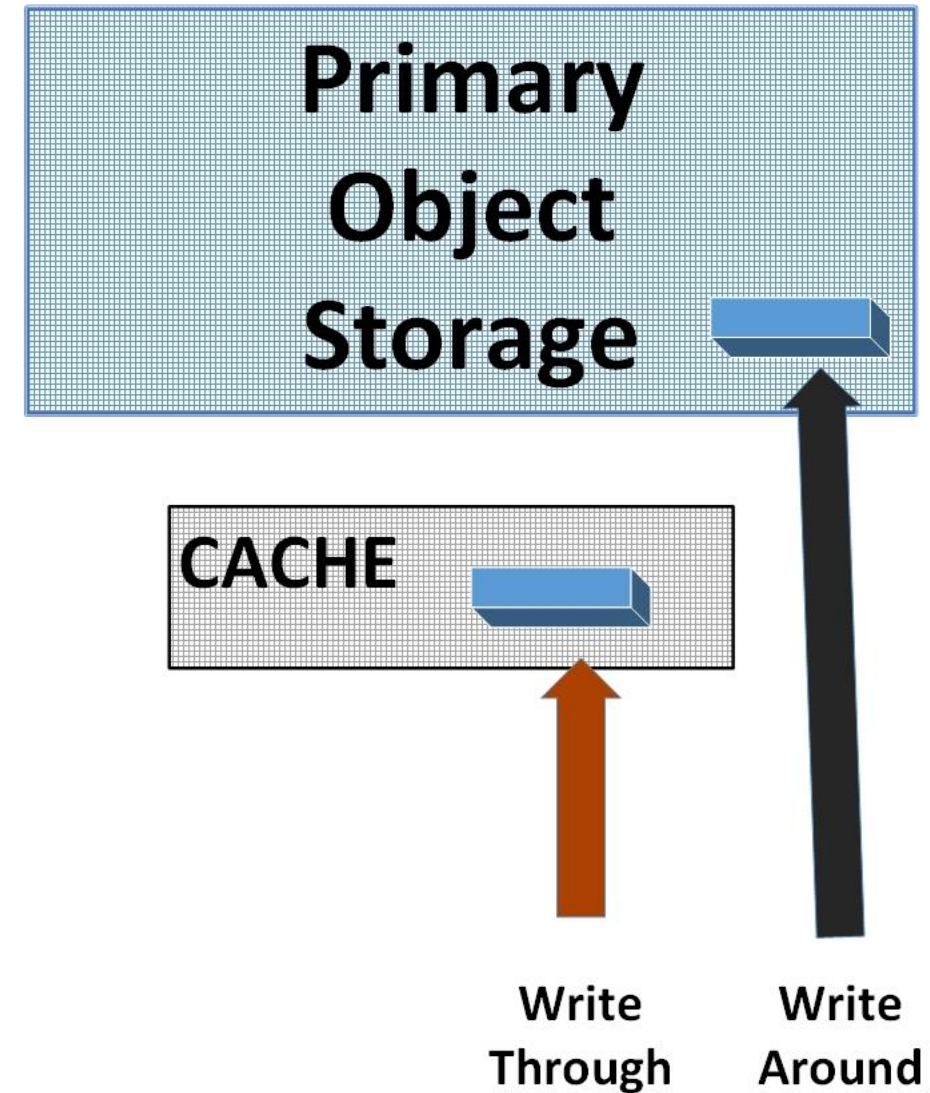 Primary
Object
Storage
CACHE
Write
Through
Write
Around